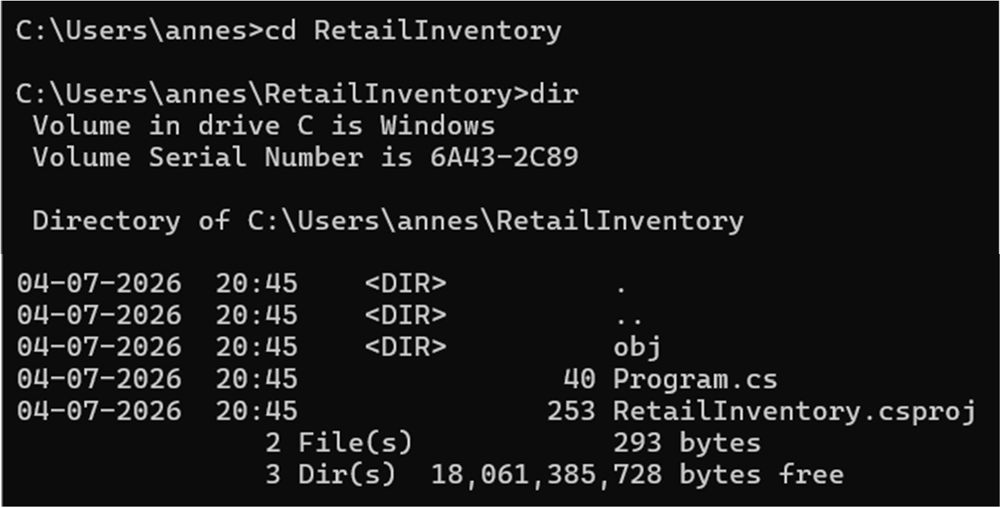 C:\Users\annes>cd RetailInventory
C:\Users\annes\RetailInventory>dir
 Volume in drive C is Windows
 Volume Serial Number is 6A43-2C89
 Directory of C:\Users\annes\RetailInventory
04-07-2026  20:45    <DIR>          .
04-07-2026  20:45    <DIR>          ..
04-07-2026  20:45    <DIR>          obj
04-07-2026  20:45                40 Program.cs
04-07-2026  20:45               253 RetailInventory.csproj
               2 File(s)            293 bytes
               3 Dir(s)  18,061,385,728 bytes free